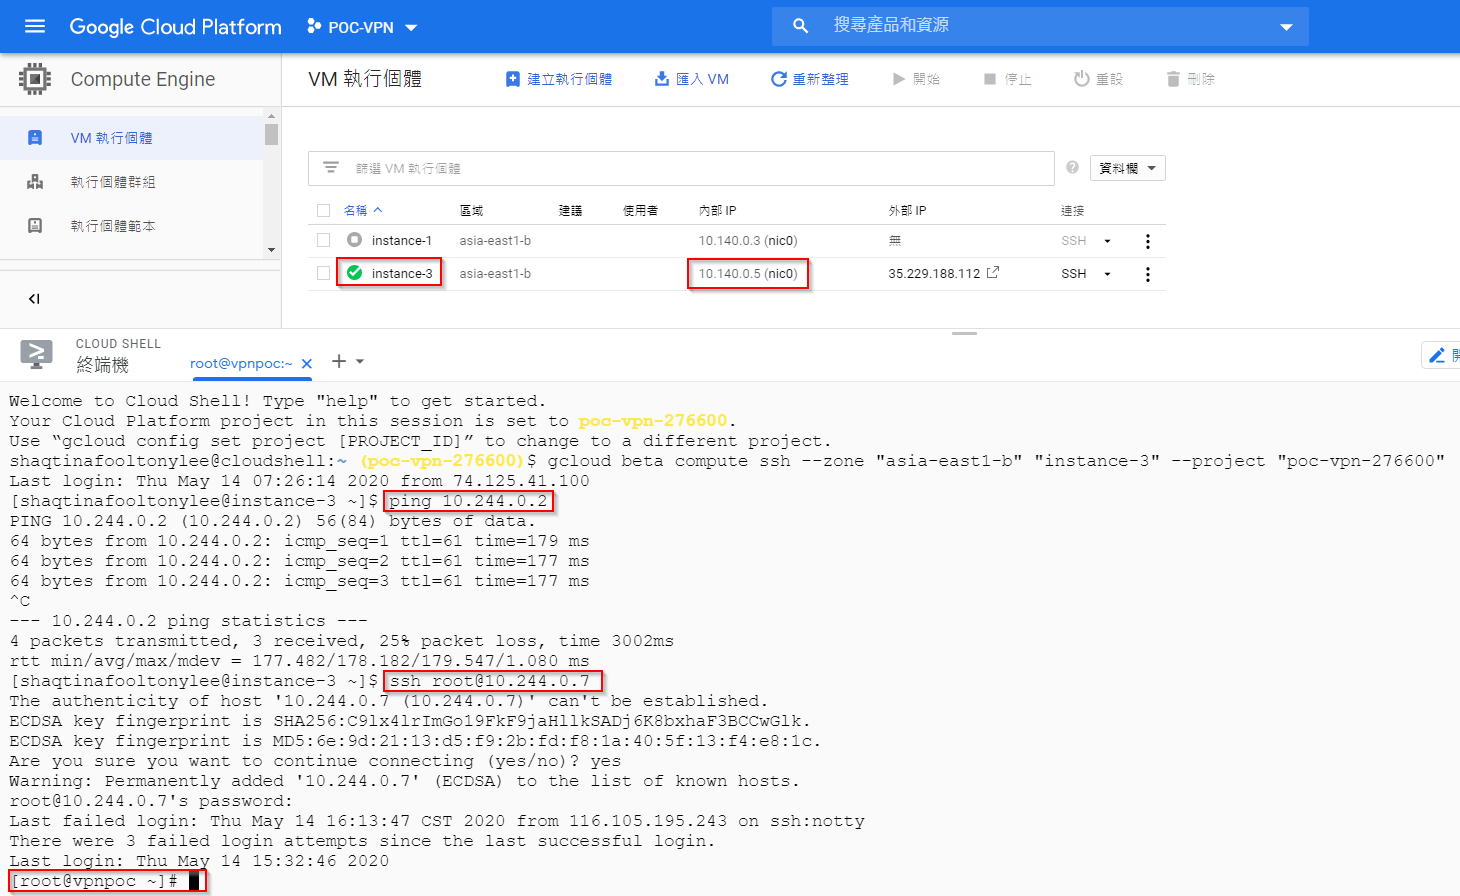 Google Cloud Platform POC-VPN 搜尋產品和資源
Compute Engine
VM 執行個體 建立執行個體 匯入 VM 重新整理 開始 停止 重設 刪除
VM 執行個體
執行個體群組
執行個體範本
篩選 VM 執行個體 資料欄
名稱 區域 建議 使用者 內部 IP 外部 IP 連接
instance-1 asia-east1-b 10.140.0.3 (nic0) 無 SSH
instance-3 asia-east1-b 10.140.0.5 (nic0) 35.229.188.112 SSH
CLOUD SHELL
終端機 root@vpnpoc:~ 開
Welcome to Cloud Shell! Type "help" to get started.
Your Cloud Platform project in this session is set to poc-vpn-276600.
Use “gcloud config set project [PROJECT_ID]” to change to a different project.
shaqtinafooltonylee@cloudshell:~ (poc-vpn-276600)$ gcloud beta compute ssh --zone "asia-east1-b" "instance-3" --project "poc-vpn-276600"
Last login: Thu May 14 07:26:14 2020 from 74.125.41.100
[shaqtinafooltonylee@instance-3 ~]$ ping 10.244.0.2
PING 10.244.0.2 (10.244.0.2) 56(84) bytes of data.
64 bytes from 10.244.0.2: icmp_seq=1 ttl=61 time=179 ms
64 bytes from 10.244.0.2: icmp_seq=2 ttl=61 time=177 ms
64 bytes from 10.244.0.2: icmp_seq=3 ttl=61 time=177 ms
^C
--- 10.244.0.2 ping statistics ---
4 packets transmitted, 3 received, 25% packet loss, time 3002ms
rtt min/avg/max/mdev = 177.482/178.182/179.547/1.080 ms
[shaqtinafooltonylee@instance-3 ~]$ ssh root@10.244.0.7
The authenticity of host '10.244.0.7 (10.244.0.7)' can't be established.
ECDSA key fingerprint is SHA256:C9lx4lrImGo19FkF9jaHllkSADj6K8bxhaF3BCCwGlk.
ECDSA key fingerprint is MD5:6e:9d:21:13:d5:f9:2b:fd:f8:1a:40:5f:13:f4:e8:1c.
Are you sure you want to continue connecting (yes/no)? yes
Warning: Permanently added '10.244.0.7' (ECDSA) to the list of known hosts.
root@10.244.0.7's password:
Last failed login: Thu May 14 16:13:47 CST 2020 from 116.105.195.243 on ssh:notty
There were 3 failed login attempts since the last successful login.
Last login: Thu May 14 15:32:46 2020
[root@vpnpoc ~]#